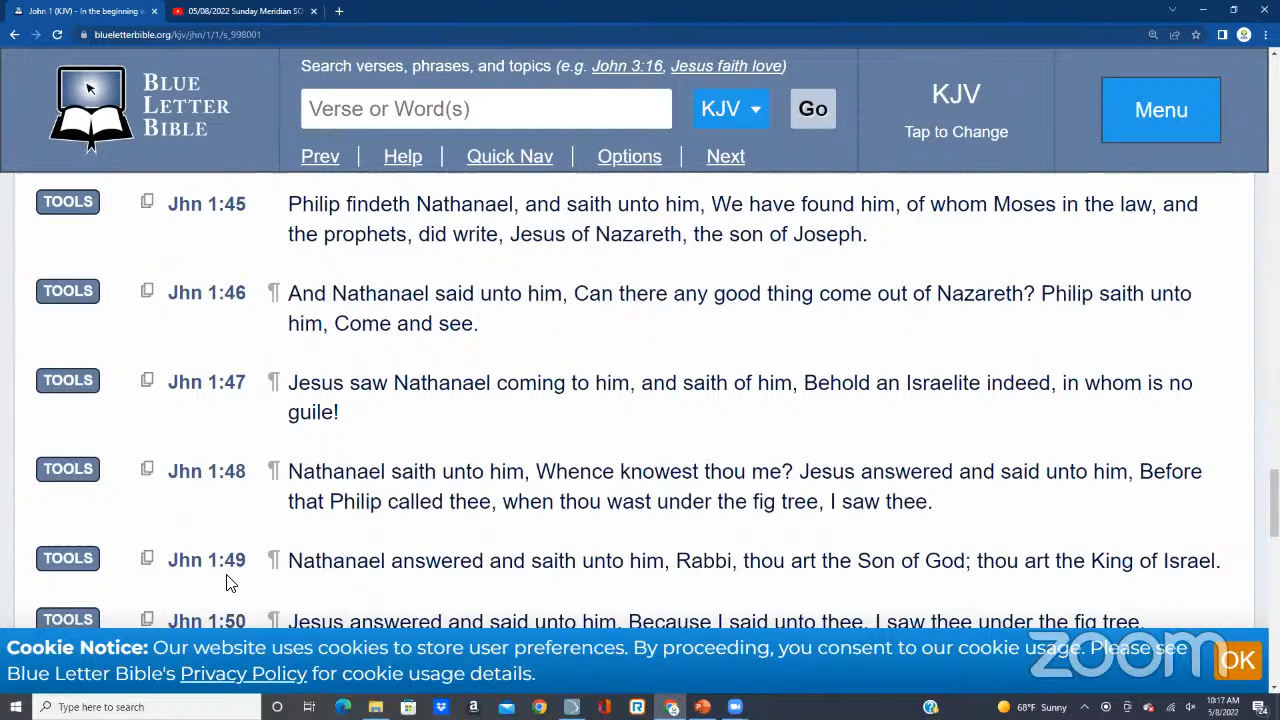 John 1 (KJV) - In the beginning w
05/08/2022 Sunday Meridian SO
blueletterbible.org/kjv/jhn/1/1/s_998001
BLUE
LETTER
BIBLE
Search verses, phrases, and topics (e.g. John 3:16, Jesus faith love)
Verse or Word(s)
KJV
Go
Prev
Help
Quick Nav
Options
Next
KJV
Tap to Change
Menu
TOOLS Jhn 1:45 Philip findeth Nathanael, and saith unto him, We have found him, of whom Moses in the law, and
the prophets, did write, Jesus of Nazareth, the son of Joseph.
TOOLS Jhn 1:46 ¶ And Nathanael said unto him, Can there any good thing come out of Nazareth? Philip saith unto
him, Come and see.
TOOLS Jhn 1:47 ¶ Jesus saw Nathanael coming to him, and saith of him, Behold an Israelite indeed, in whom is no
guile!
TOOLS Jhn 1:48 ¶ Nathanael saith unto him, Whence knowest thou me? Jesus answered and said unto him, Before
that Philip called thee, when thou wast under the fig tree, I saw thee.
TOOLS Jhn 1:49 ¶ Nathanael answered and saith unto him, Rabbi, thou art the Son of God; thou art the King of Israel.
TOOLS Jhn 1:50 ¶ Jesus answered and said unto him, Because I said unto thee, I saw thee under the fig tree,
Cookie Notice: Our website uses cookies to store user preferences. By proceeding, you consent to our cookie usage. Please see
Blue Letter Bible's Privacy Policy for cookie usage details.
OK
zoom
Type here to search
68°F Sunny
10:17 AM
5/8/2022